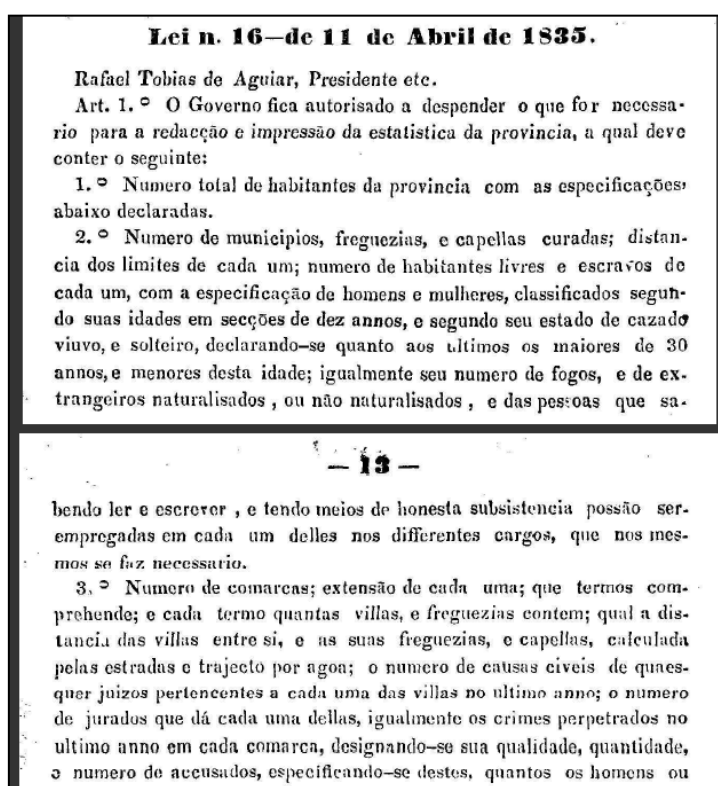 Lei n. 16—de 11 de Abril de 1835.
Rafael Tobias de Aguiar, Presidente etc.
Art. 1.º O Governo fica autorisado a despender o que for necessa-
rio para a redacção e impressão da estatistica da provincia, a qual deve
conter o seguinte:
1.º Numero total de habitantes da provincia com as especificações,
abaixo declaradas.
2.º Numero de municipios, freguezias, e capellas curadas; distan-
cia dos limites de cada um; numero de habitantes livres e escravos de
cada um, com a especificação de homens e mulheres, classificados segun-
do suas idades em secções de dez annos, e segundo seu estado de cazado
viuvo, e solteiro, declarando-se quanto aos ultimos os maiores de 30
annos, e menores desta idade; igualmente seu numero de fogos, e de ex-
trangeiros naturalisados, ou não naturalisados, e das pessoas que sa-
— 13 —
bendo ler e escrever, e tendo meios de honesta subsistencia possão ser-
empregadas em cada um delles nos differentes cargos, que nos mes-
mos se faz necessario.
3.º Numero de comarcas; extensão de cada uma; que termos com-
prehende; e cada termo quantas villas, e freguezias contem; qual a dis-
tancia das villas entre si, e as suas freguezias, e capellas, calculada
pelas estradas e trajecto por agoa; o numero de causas civeis de quaes-
quer juizos pertencentes a cada uma das villas no ultimo anno; o numero
de jurados que dá cada uma dellas, igualmente os crimes perpetrados no
ultimo anno em cada comarca, designando-se sua qualidade, quantidade,
o numero de accusados, especificando-se destes, quantos os homens ou